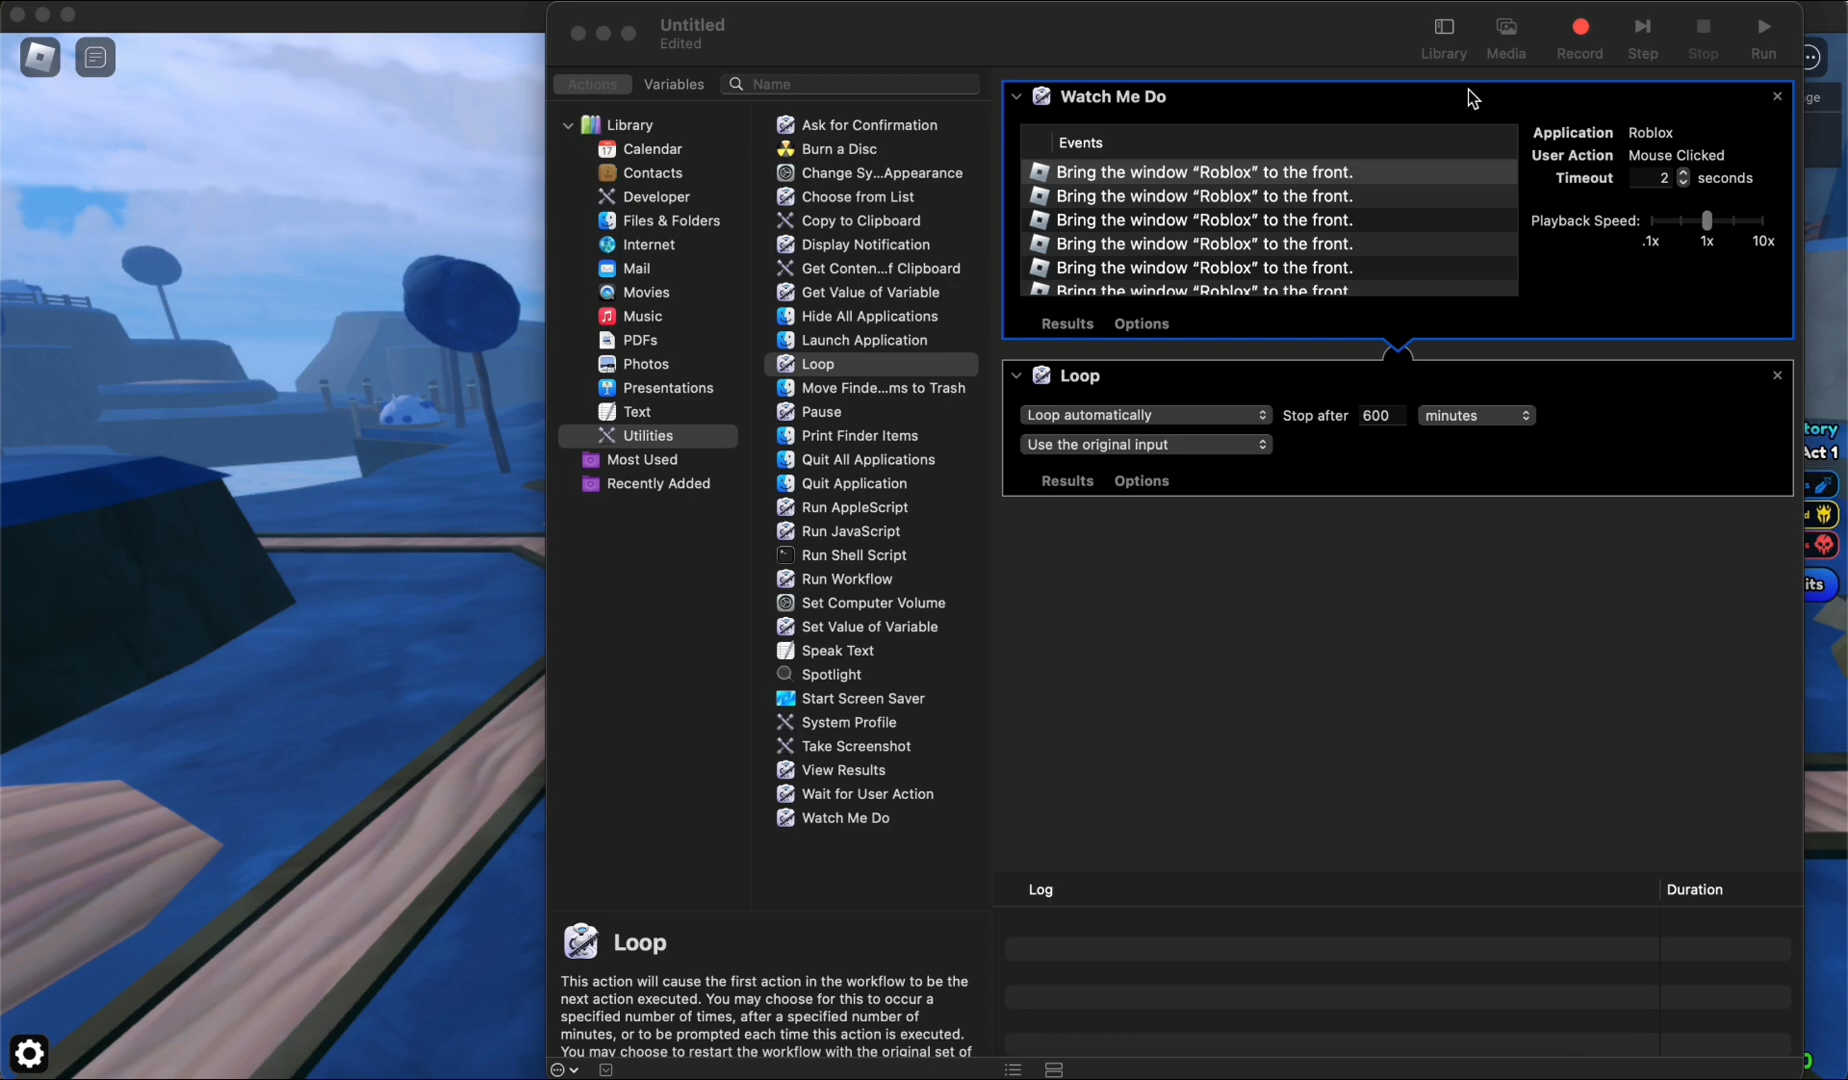 Untitled
Edited
Library
Media
Record
Step
Stop
Run
Actions
Variables
Name
Library
Calendar
Contacts
Developer
Files & Folders
Internet
Mail
Movies
Music
PDFs
Photos
Presentations
Text
Utilities
Most Used
Recently Added
Ask for Confirmation
Burn a Disc
Change Sy...Appearance
Choose from List
Copy to Clipboard
Display Notification
Get Conten...f Clipboard
Get Value of Variable
Hide All Applications
Launch Application
Loop
Move Finde...ms to Trash
Pause
Print Finder Items
Quit All Applications
Quit Application
Run AppleScript
Run JavaScript
Run Shell Script
Run Workflow
Set Computer Volume
Set Value of Variable
Speak Text
Spotlight
Start Screen Saver
System Profile
Take Screenshot
View Results
Wait for User Action
Watch Me Do
Loop
This action will cause the first action in the workflow to be the
next action executed. You may choose for this to occur a
specified number of times, after a specified number of
minutes, or to be prompted each time this action is executed.
You may choose to restart the workflow with the original set of
Watch Me Do
Events
Bring the window “Roblox” to the front.
Bring the window “Roblox” to the front.
Bring the window “Roblox” to the front.
Bring the window “Roblox” to the front.
Bring the window “Roblox” to the front.
Bring the window “Roblox” to the front.
Application Roblox
User Action Mouse Clicked
Timeout 2 seconds
Playback Speed:
.1x 1x 10x
Results Options
Loop
Loop automatically Stop after 600 minutes
Use the original input
Results Options
Log Duration
ge
tory
Act 1
s
d
s
its
17
0